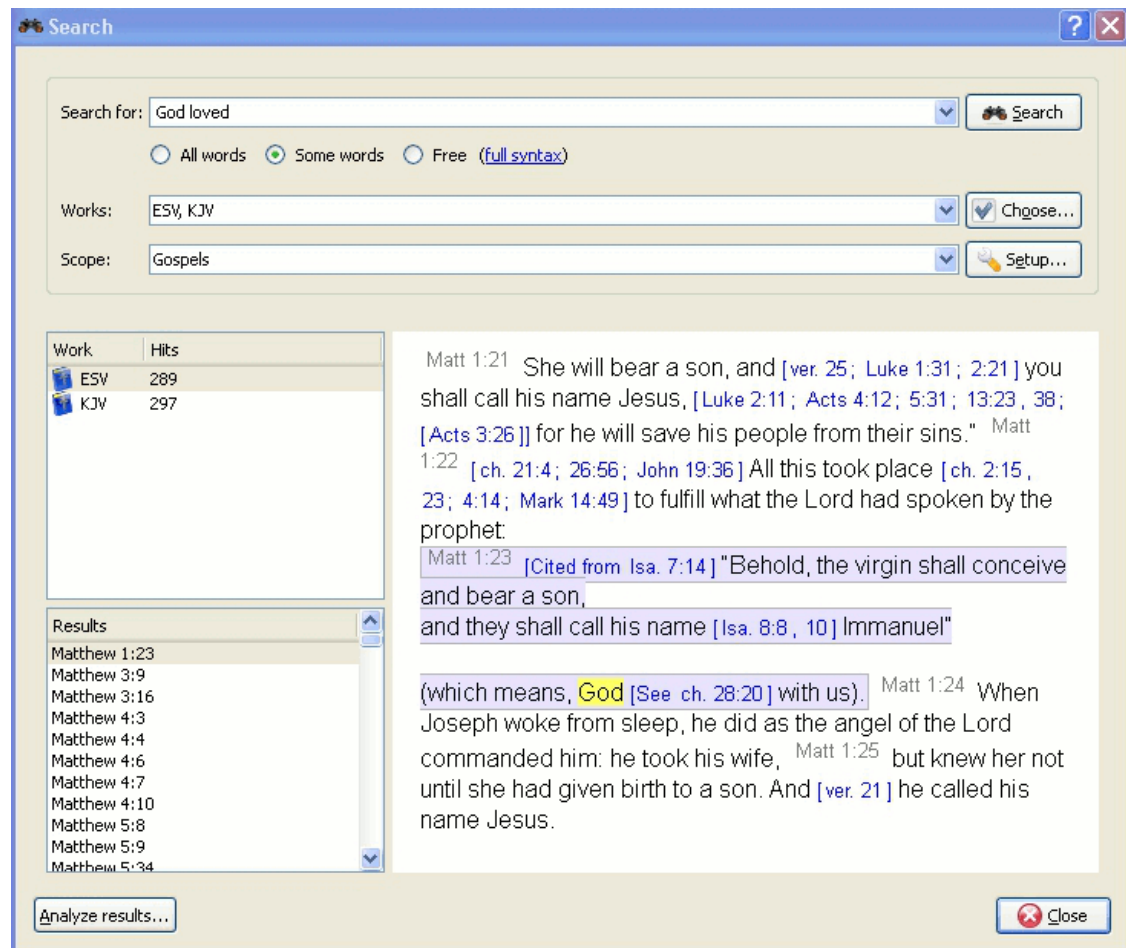 Search
Search for: God loved Search
All words Some words Free (full syntax)
Works: ESV, KJV Choose...
Scope: Gospels Setup...
Work Hits
ESV 289
KJV 297
Results
Matthew 1:23
Matthew 3:9
Matthew 3:16
Matthew 4:3
Matthew 4:4
Matthew 4:6
Matthew 4:7
Matthew 4:10
Matthew 5:8
Matthew 5:9
Matthew 5:34
Matt 1:21 She will bear a son, and [ver. 25; Luke 1:31; 2:21] you
shall call his name Jesus, [Luke 2:11; Acts 4:12; 5:31; 13:23, 38;
[Acts 3:26]] for he will save his people from their sins." Matt
1:22 [ch. 21:4; 26:56; John 19:36] All this took place [ch. 2:15,
23; 4:14; Mark 14:49] to fulfill what the Lord had spoken by the
prophet:
Matt 1:23 [Cited from Isa. 7:14] "Behold, the virgin shall conceive
and bear a son,
and they shall call his name [Isa. 8:8, 10] Immanuel"
(which means, God [See ch. 28:20] with us). Matt 1:24 When
Joseph woke from sleep, he did as the angel of the Lord
commanded him: he took his wife, Matt 1:25 but knew her not
until she had given birth to a son. And [ver. 21] he called his
name Jesus.
Analyze results... Close